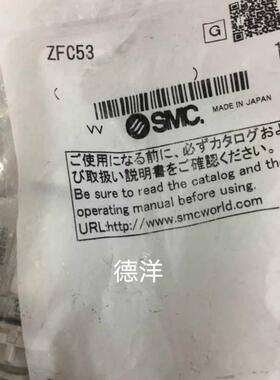 ZFC53
G
SMC
MADE IN JAPAN
ご使用になる前に、必ずカタログおよ
び取扱い説明書をご確認ください。
Be sure to read the catalog and the
operating manual before using.
URL:http://www.smcworld.com
德洋